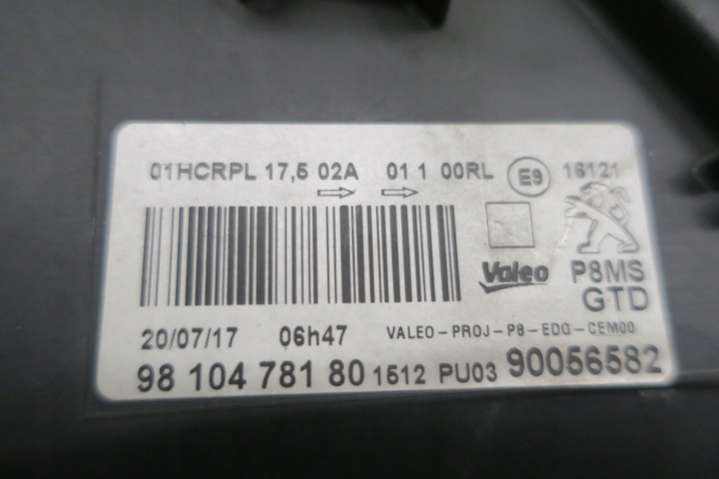 01HCRPL 17,5 02A 01 1 00RL E9 16121
Valeo P8MS
GTD
20/07/17 06h47 VALEO-PROJ-P8-EDG-CEM00
98 104 781 80 1512 PU03 90056582